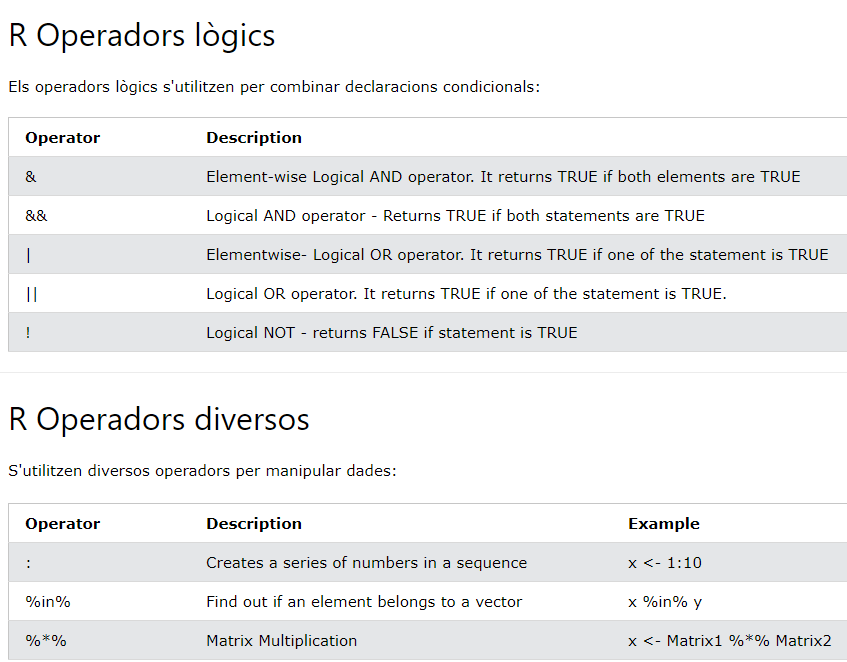 R Operadors lògics
Els operadors lògics s'utilitzen per combinar declaracions condicionals:
Operator Description
& Element-wise Logical AND operator. It returns TRUE if both elements are TRUE
&& Logical AND operator - Returns TRUE if both statements are TRUE
| Elementwise- Logical OR operator. It returns TRUE if one of the statement is TRUE
|| Logical OR operator. It returns TRUE if one of the statement is TRUE.
! Logical NOT - returns FALSE if statement is TRUE
R Operadors diversos
S'utilitzen diversos operadors per manipular dades:
Operator Description Example
: Creates a series of numbers in a sequence x <- 1:10
%in% Find out if an element belongs to a vector x %in% y
%*% Matrix Multiplication x <- Matrix1 %*% Matrix2